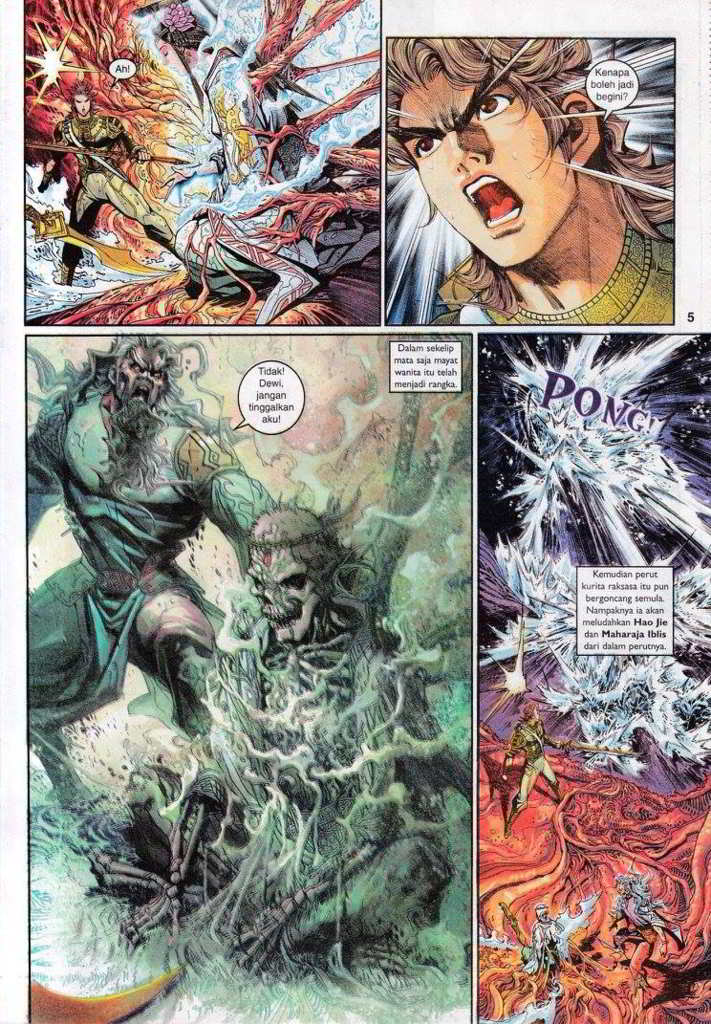 Ah!
Kenapa
boleh jadi
begini?
5
Tidak!
Dewi,
jangan
tinggalkan
aku!
Dalam sekelip
mata saja mayat
wanita itu telah
menjadi rangka.
PONG!
Kemudian perut
kurita raksasa itu pun
bergoncang semula.
Nampaknya ia akan
meludahkan Hao Jie
dan Maharaja Iblis
dari dalam perutnya.